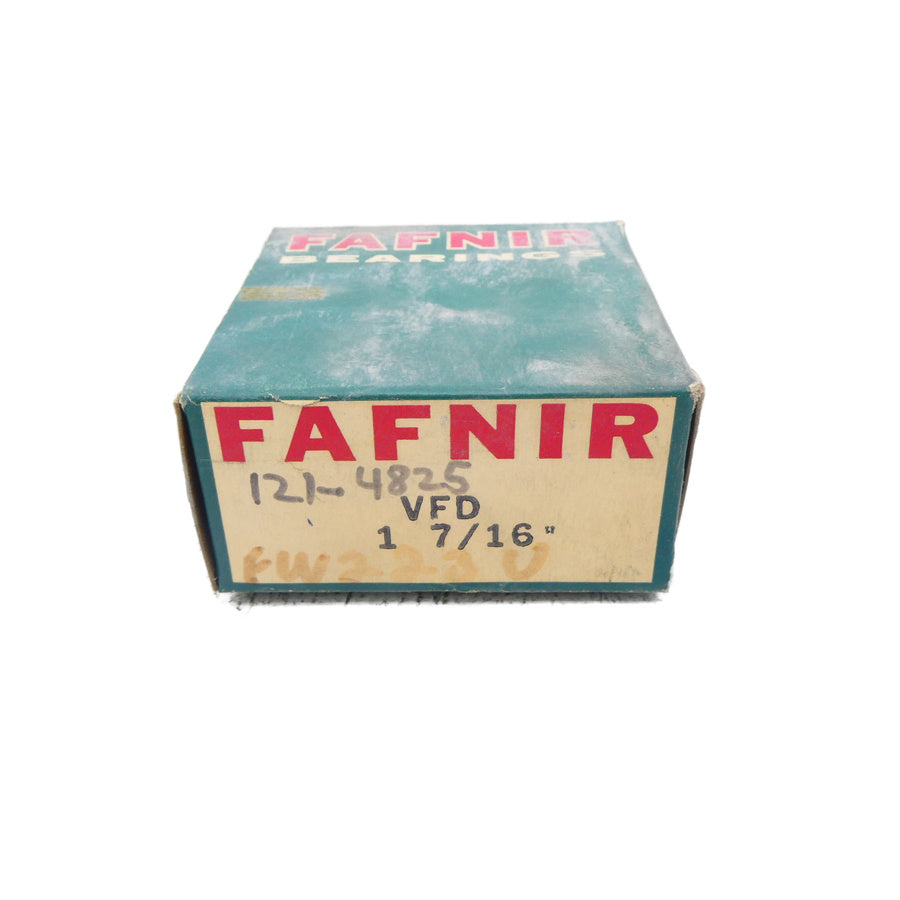 FAFNIR
BEARINGS
FAFNIR
121-4825
VFD
1 7/16"